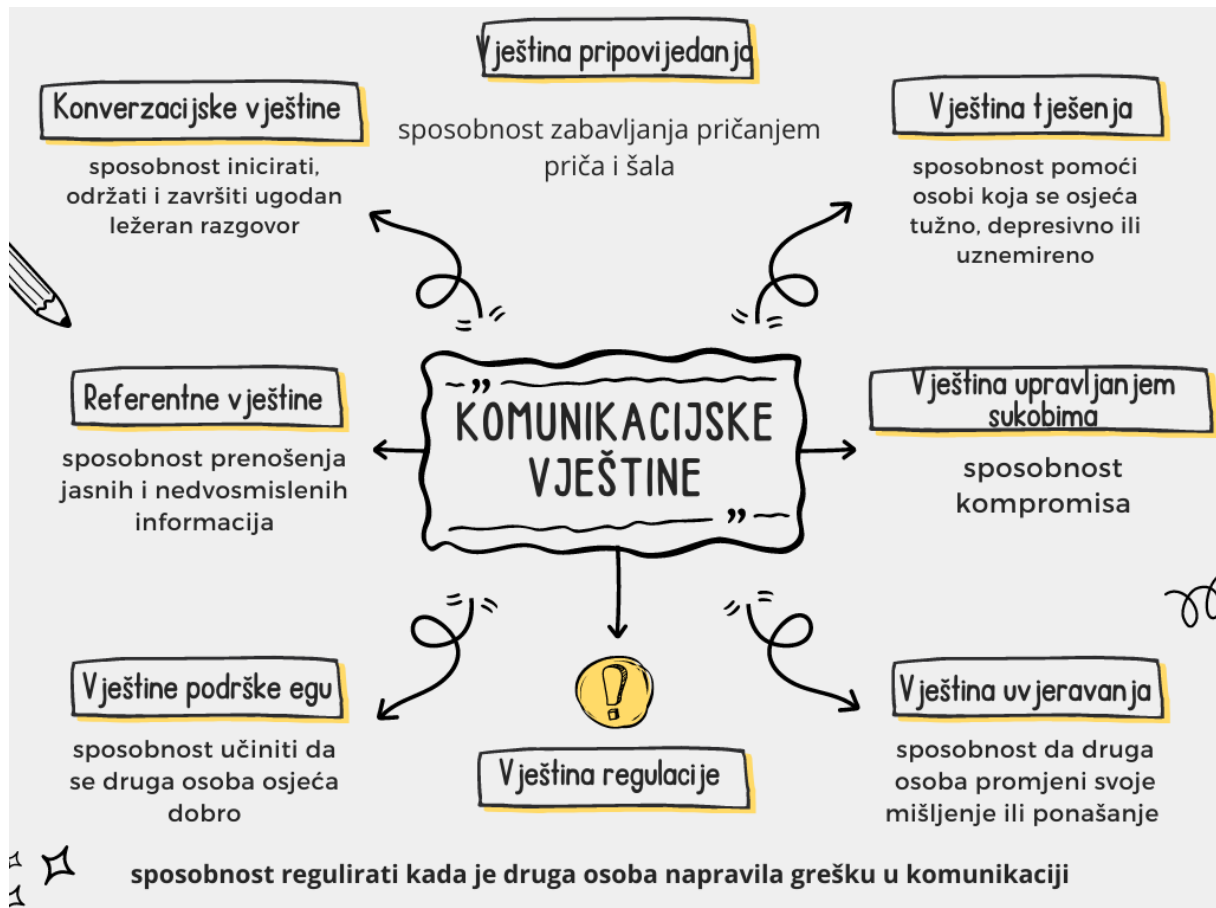 Vještina pripovijedanja
sposobnost zabavljanja pričanjem
priča i šala
Konverzacijske vještine
sposobnost inicirati,
održati i završiti ugodan
ležeran razgovor
Vještina tješenja
sposobnost pomoći
osobi koja se osjeća
tužno, depresivno ili
uznemireno
Referentne vještine
sposobnost prenošenja
jasnih i nedvosmislenih
informacija
„
KOMUNIKACIJSKE
VJEŠTINE
„
Vještina upravljanjem
sukobima
sposobnost
kompromisa
Vještine podrške egu
sposobnost učiniti da
se druga osoba osjeća
dobro
!
Vještina regulacije
Vještina uvjeravanja
sposobnost da druga
osoba promjeni svoje
mišljenje ili ponašanje
sposobnost regulirati kada je druga osoba napravila grešku u komunikaciji